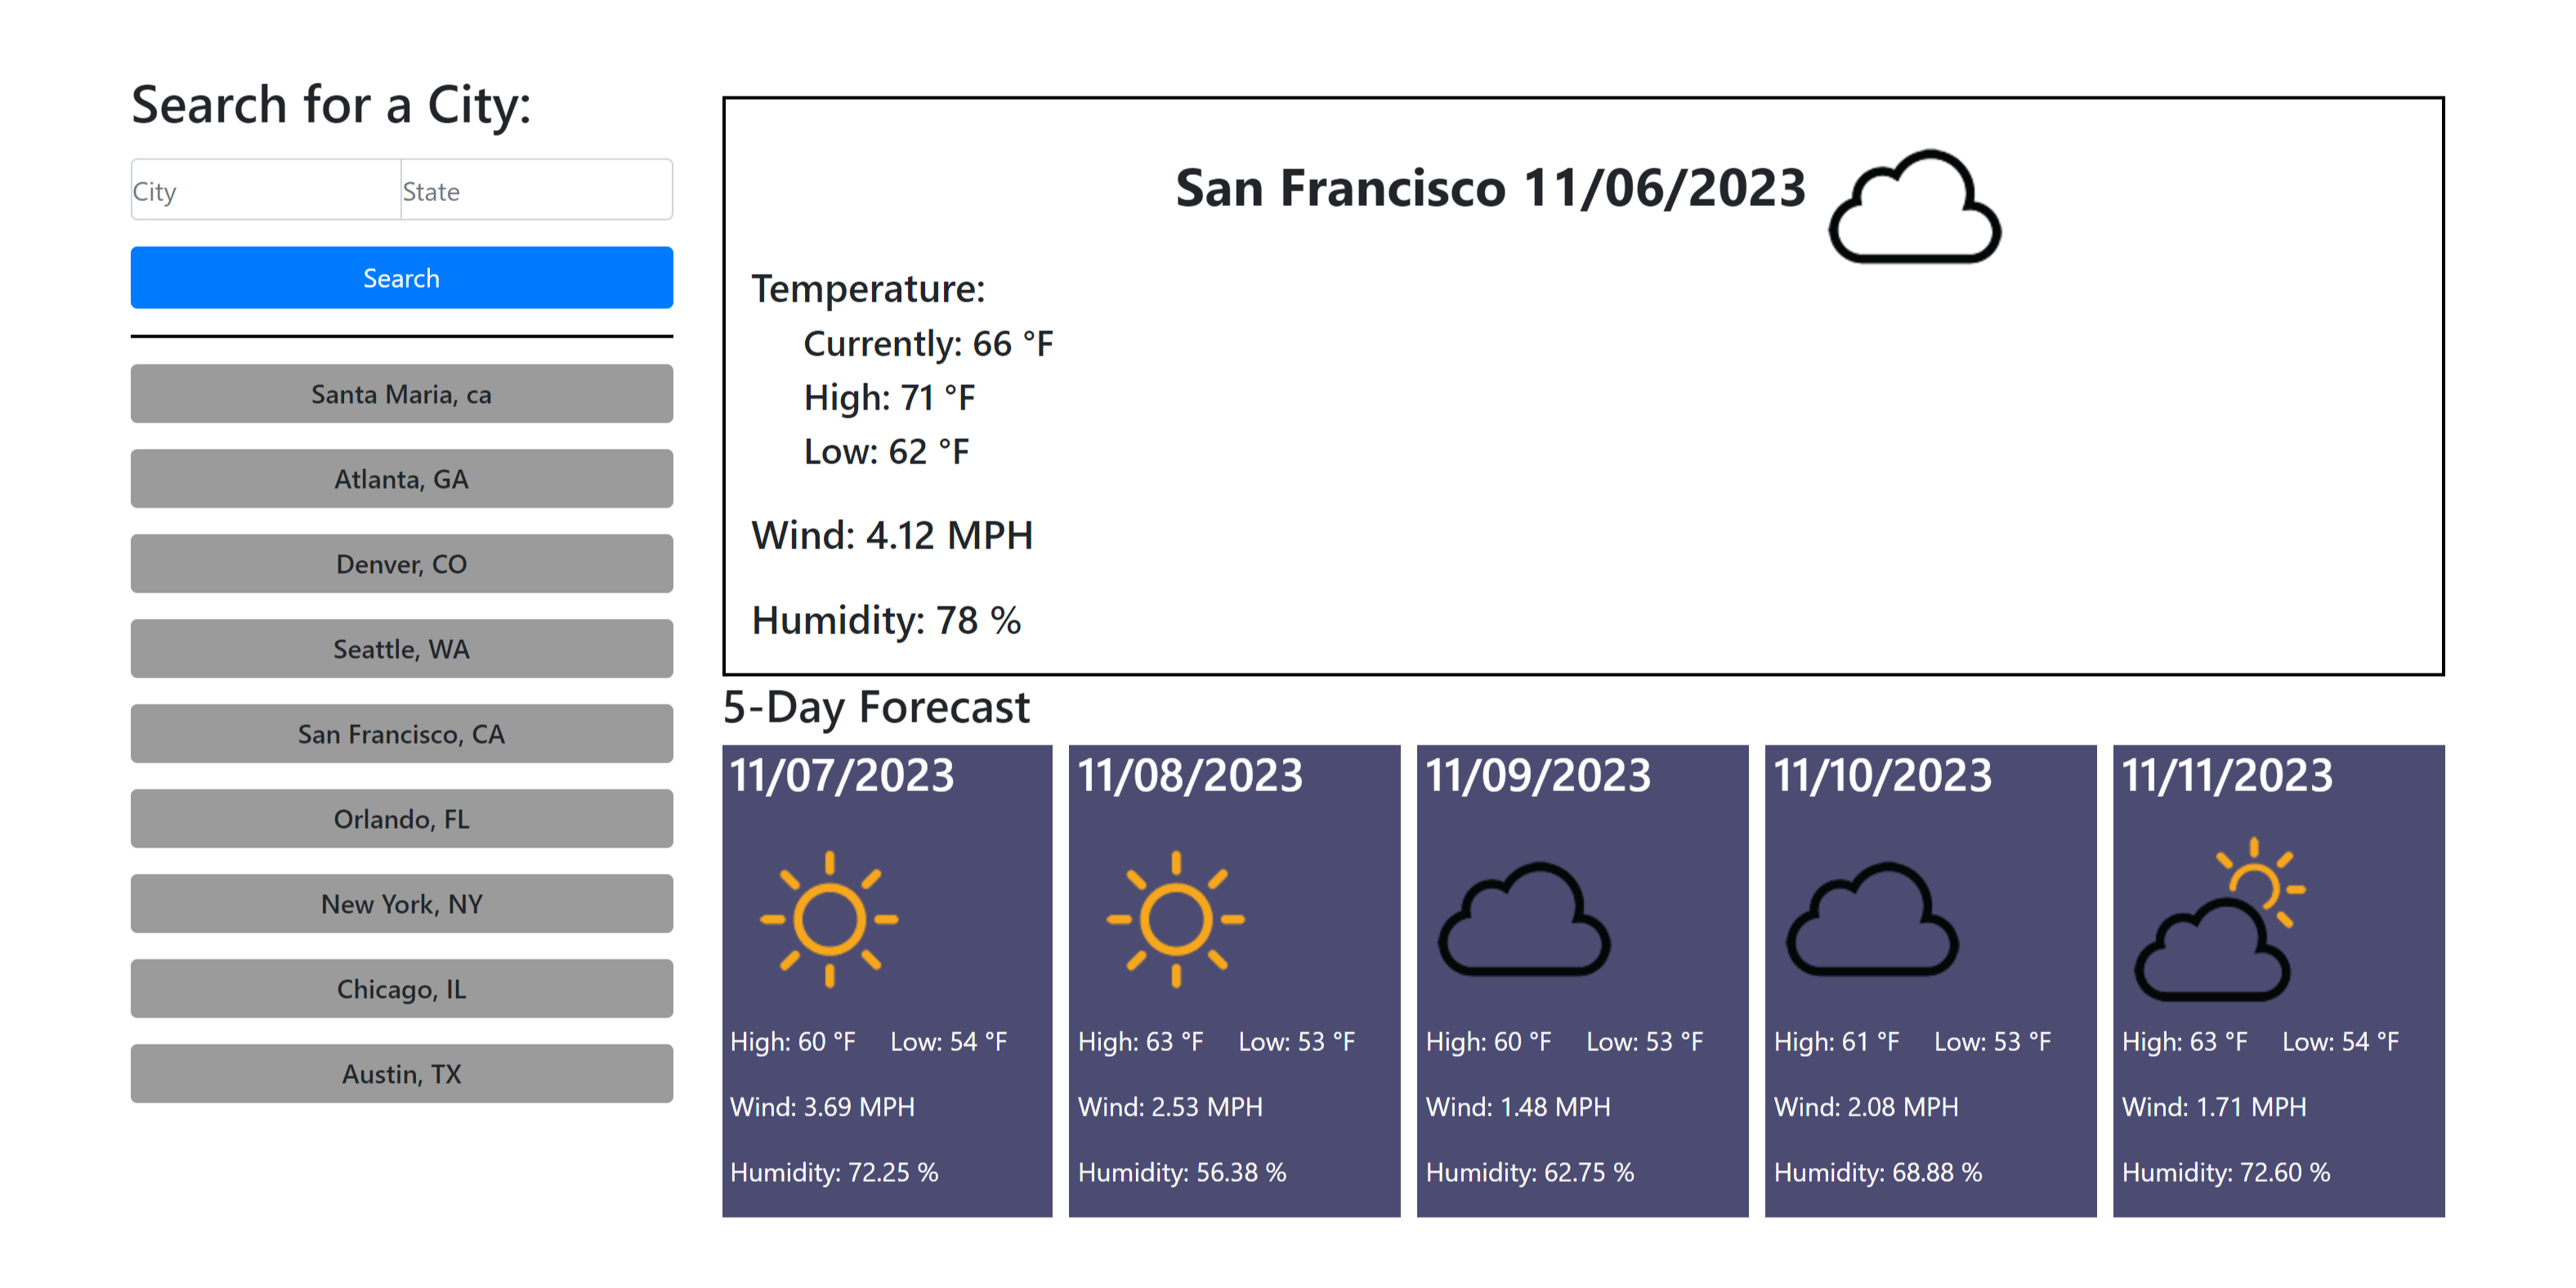 Search for a City:
City
State
Search
Santa Maria, ca
Atlanta, GA
Denver, CO
Seattle, WA
San Francisco, CA
Orlando, FL
New York, NY
Chicago, IL
Austin, TX
San Francisco 11/06/2023
Temperature:
Currently: 66 °F
High: 71 °F
Low: 62 °F
Wind: 4.12 MPH
Humidity: 78 %
5-Day Forecast
11/07/2023
High: 60 °F Low: 54 °F
Wind: 3.69 MPH
Humidity: 72.25 %
11/08/2023
High: 63 °F Low: 53 °F
Wind: 2.53 MPH
Humidity: 56.38 %
11/09/2023
High: 60 °F Low: 53 °F
Wind: 1.48 MPH
Humidity: 62.75 %
11/10/2023
High: 61 °F Low: 53 °F
Wind: 2.08 MPH
Humidity: 68.88 %
11/11/2023
High: 63 °F Low: 54 °F
Wind: 1.71 MPH
Humidity: 72.60 %